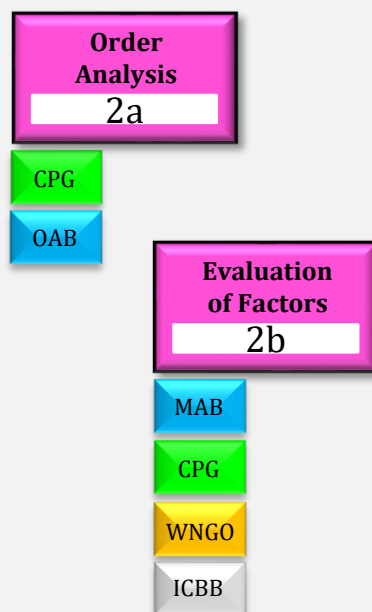 Order
Analysis
2a
CPG
OAB
Evaluation
of Factors
2b
MAB
CPG
WNGO
ICBB